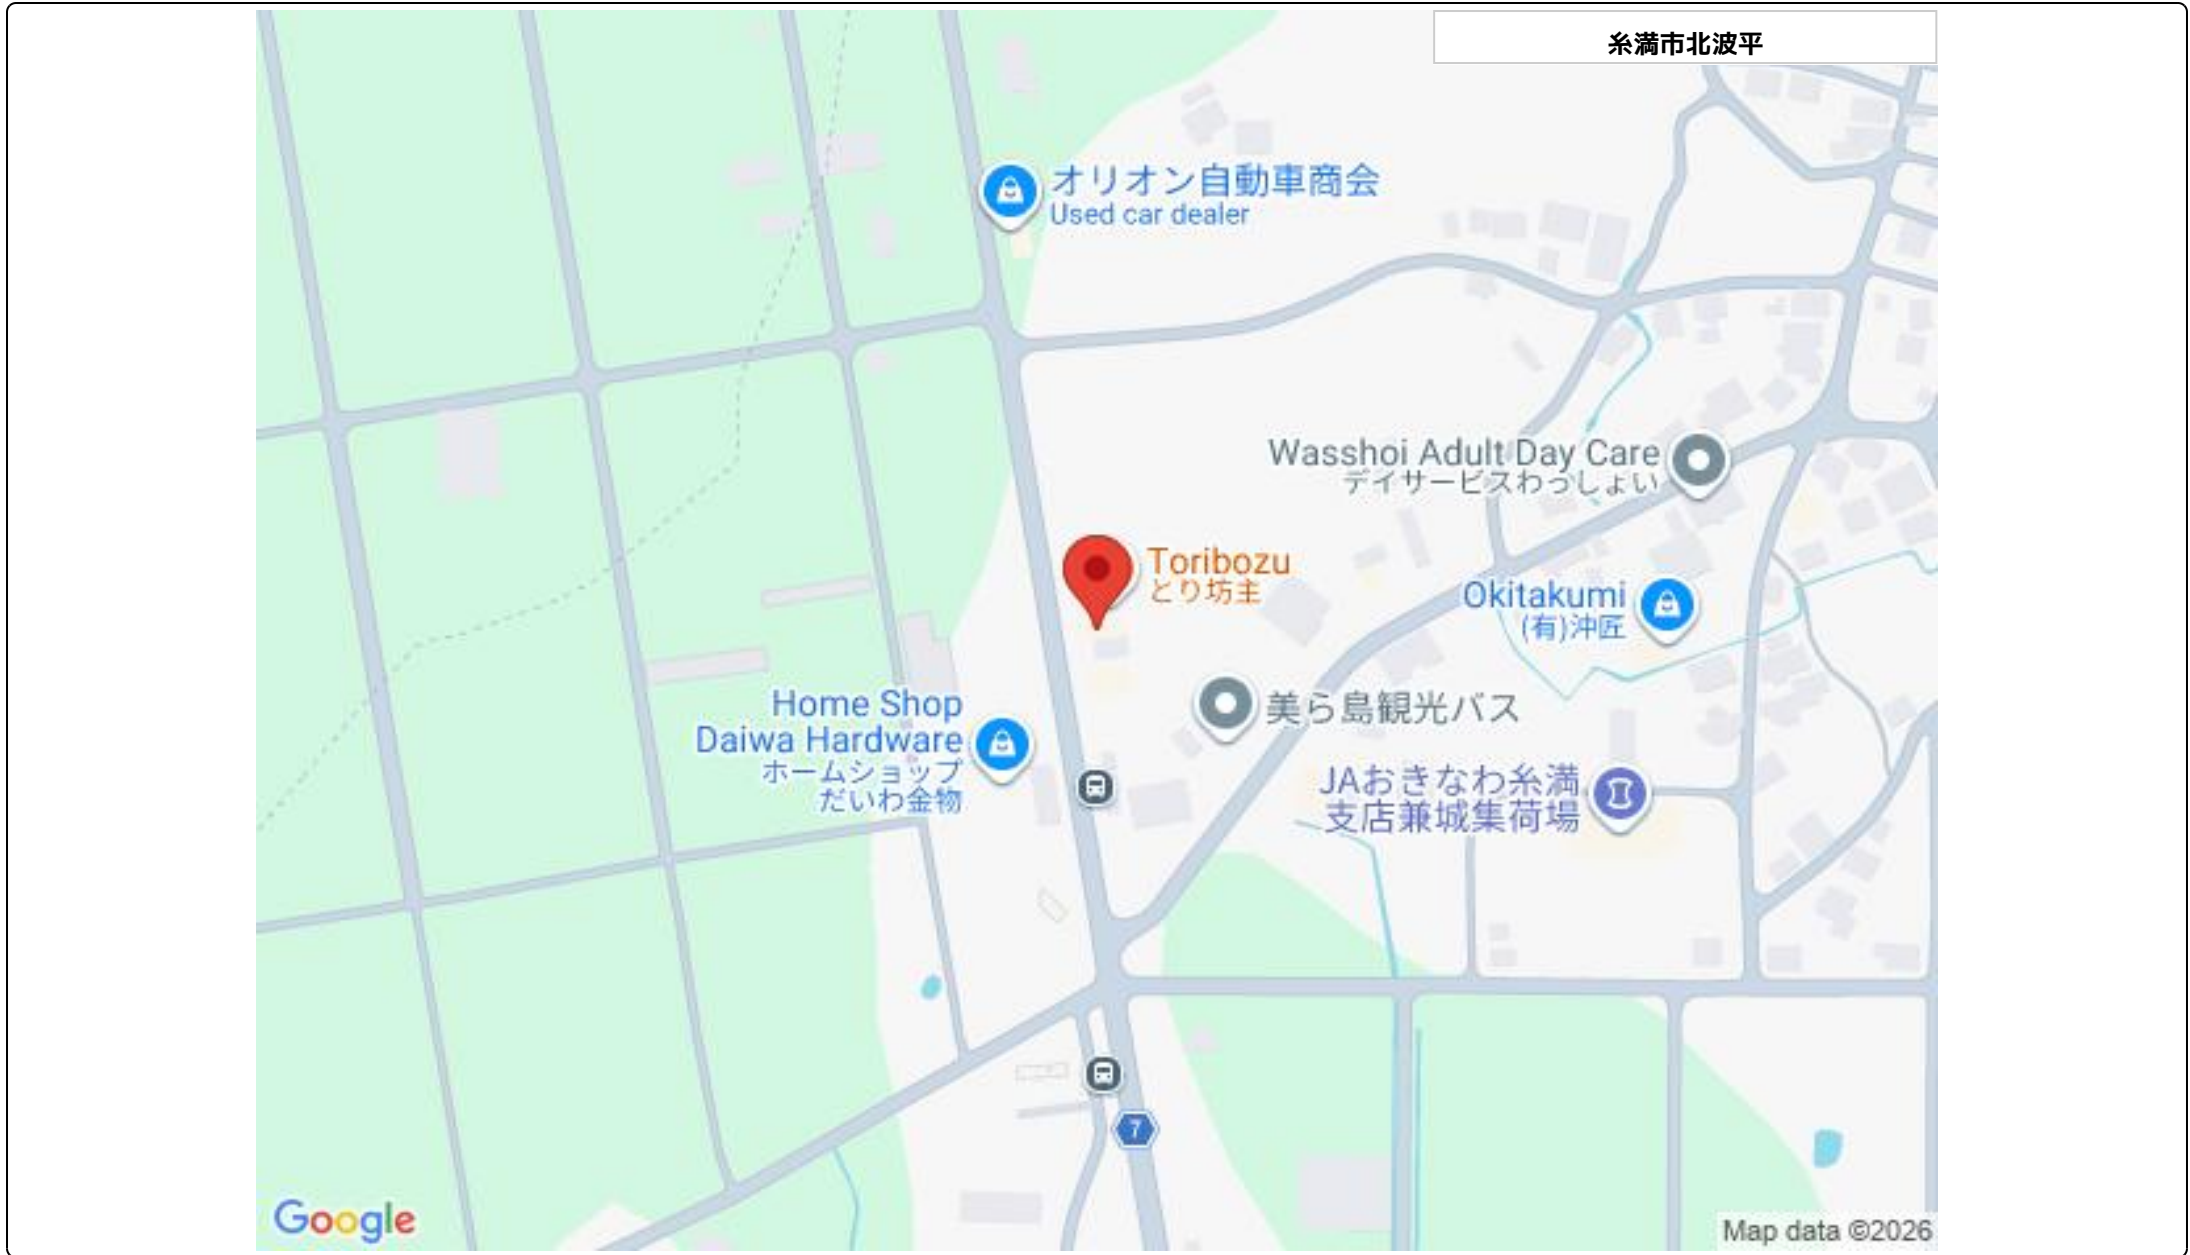 糸満市北波平
オリオン自動車商会
Used car dealer
Wasshoi Adult Day Care
デイサービスわっしょい
Toribozu
とり坊主
Okitakumi
(有)沖匠
Home Shop
Daiwa Hardware
ホームショップ
だいわ金物
美ら島観光バス
JAおきなわ糸満
支店兼城集荷場
7
Google
Map data ©2026